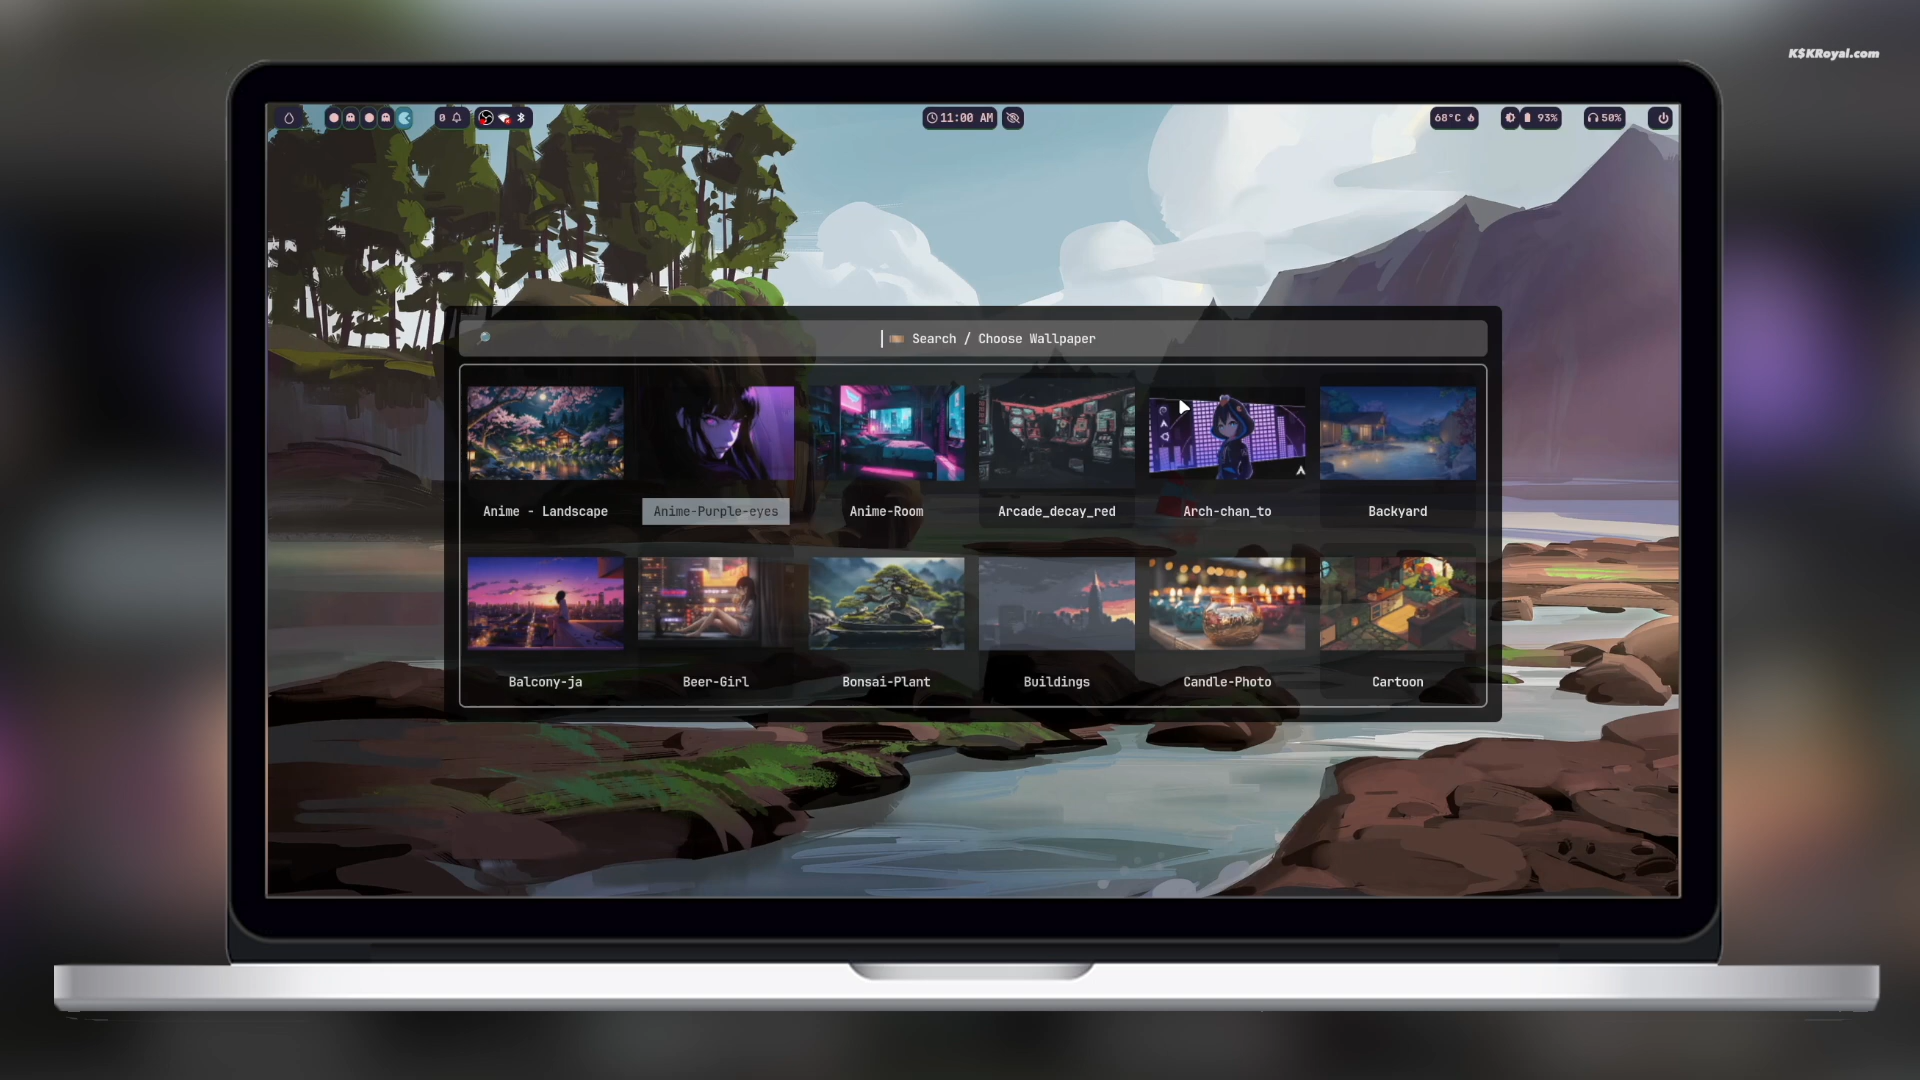 K$KRoyal.com
0
11:00 AM
68°C
93%
50%
Search / Choose Wallpaper
Anime - Landscape
Anime-Purple-eyes
Anime-Room
Arcade_decay_red
Arch-chan_to
Backyard
Balcony-ja
Beer-Girl
Bonsai-Plant
Buildings
Candle-Photo
Cartoon